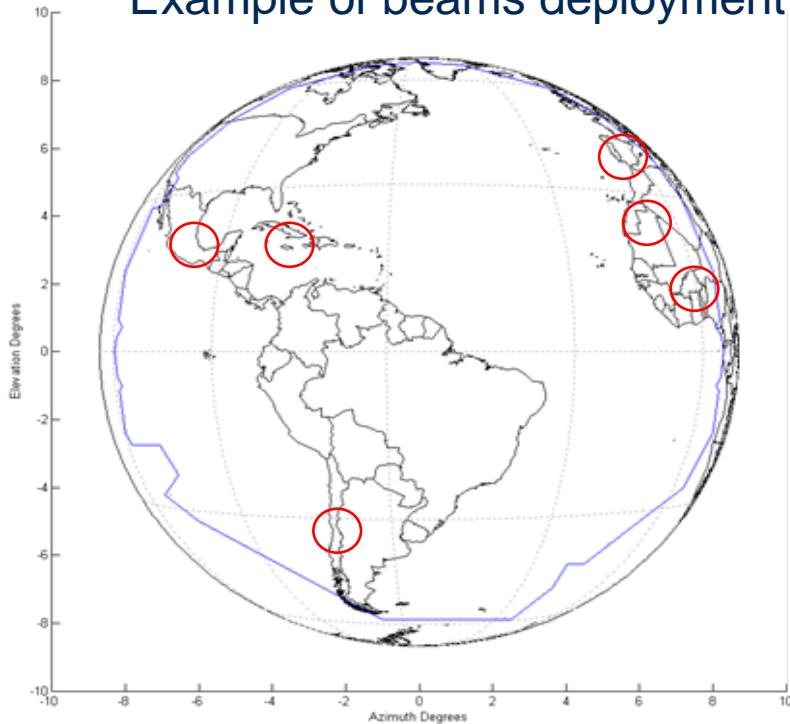 Example of beams deployment
10
8
6
4
2
0
-2
-4
-6
-8
-10
Elevation Degrees
-10 -8 -6 -4 -2 0 2 4 6 8 10
Azimuth Degrees